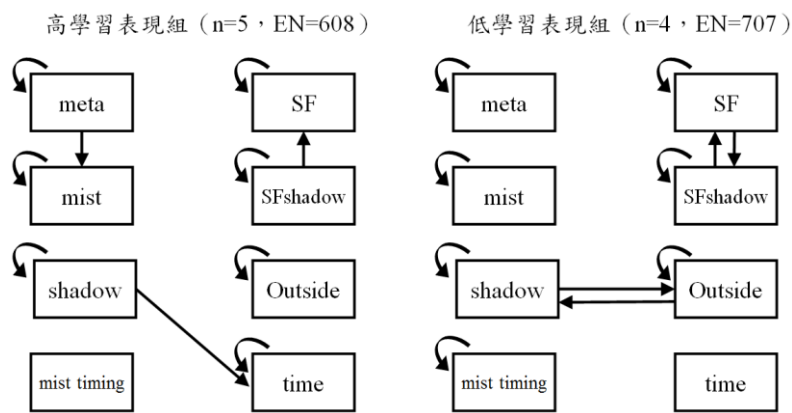 高學習表現組（n=5，EN=608）
meta
SF
mist
SFshadow
shadow
Outside
mist timing
time
低學習表現組（n=4，EN=707）
meta
SF
mist
SFshadow
shadow
Outside
mist timing
time